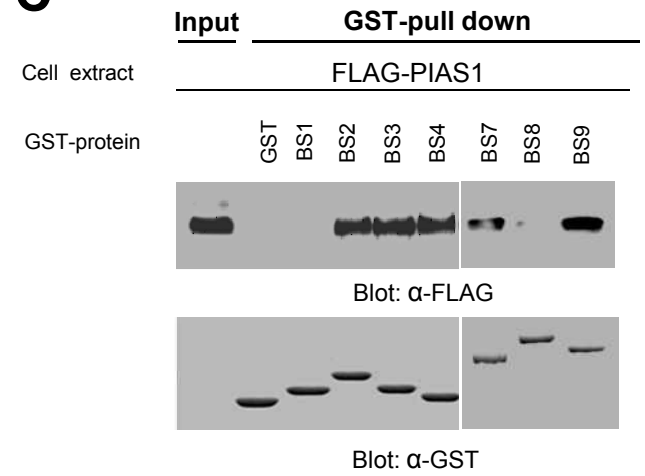 Input GST-pull down
Cell extract FLAG-PIAS1
GST-protein GST BS1 BS2 BS3 BS4 BS7 BS8 BS9
Blot: α-FLAG
Blot: α-GST